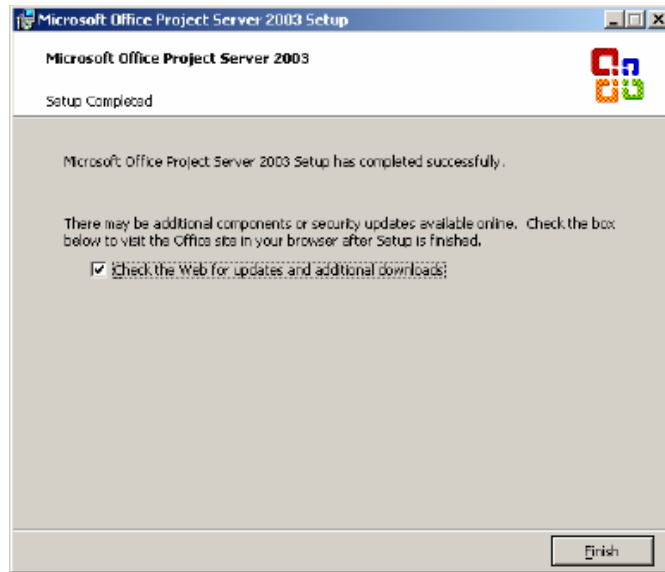 Microsoft Office Project Server 2003 Setup
Microsoft Office Project Server 2003
Setup Completed
Microsoft Office Project Server 2003 Setup has completed successfully.
There may be additional components or security updates available online. Check the box
below to visit the Office site in your browser after Setup is finished.
Check the Web for updates and additional downloads
Finish